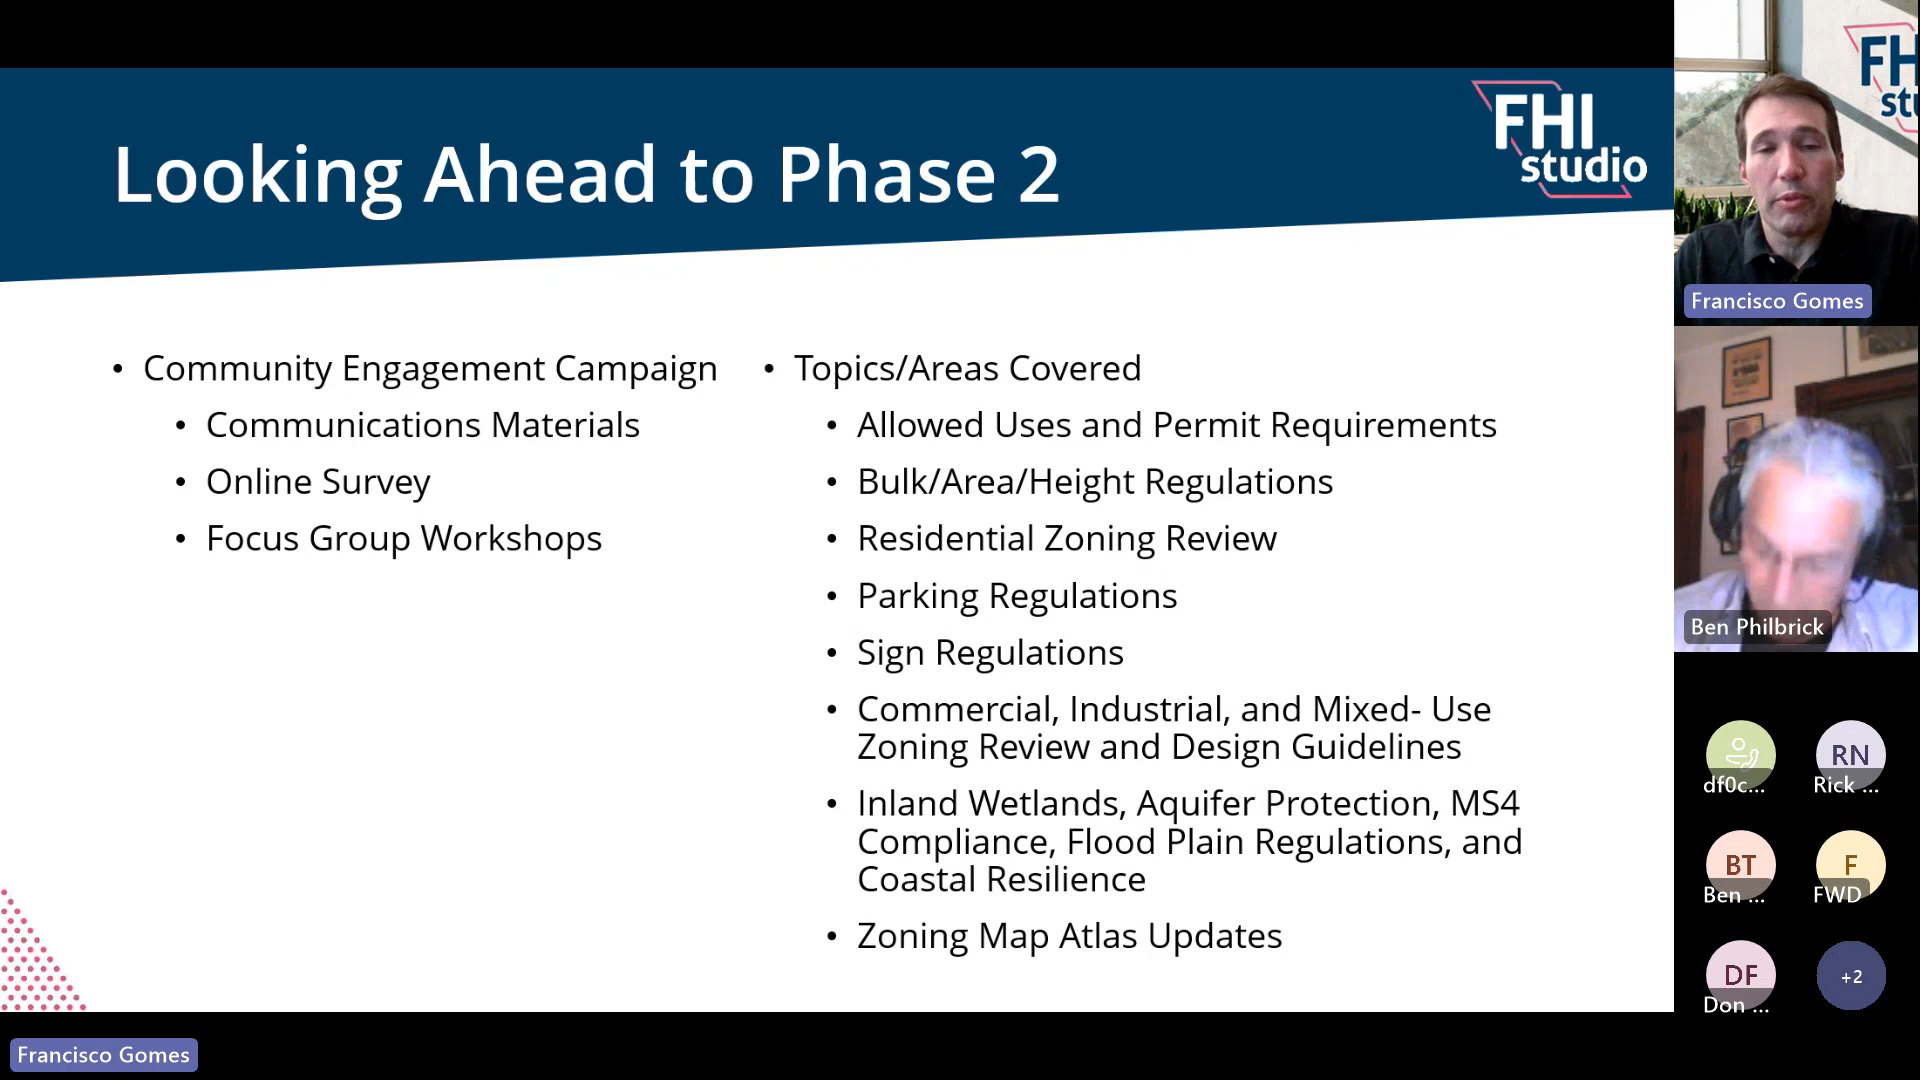 Looking Ahead to Phase 2
FHI
studio
• Community Engagement Campaign
• Communications Materials
• Online Survey
• Focus Group Workshops
• Topics/Areas Covered
• Allowed Uses and Permit Requirements
• Bulk/Area/Height Regulations
• Residential Zoning Review
• Parking Regulations
• Sign Regulations
• Commercial, Industrial, and Mixed- Use
Zoning Review and Design Guidelines
• Inland Wetlands, Aquifer Protection, MS4
Compliance, Flood Plain Regulations, and
Coastal Resilience
• Zoning Map Atlas Updates
Francisco Gomes
FH
stu
Francisco Gomes
Ben Philbrick
df0c...
RN
Rick ...
BT
Ben ...
F
FWD
DF
Don ...
+2